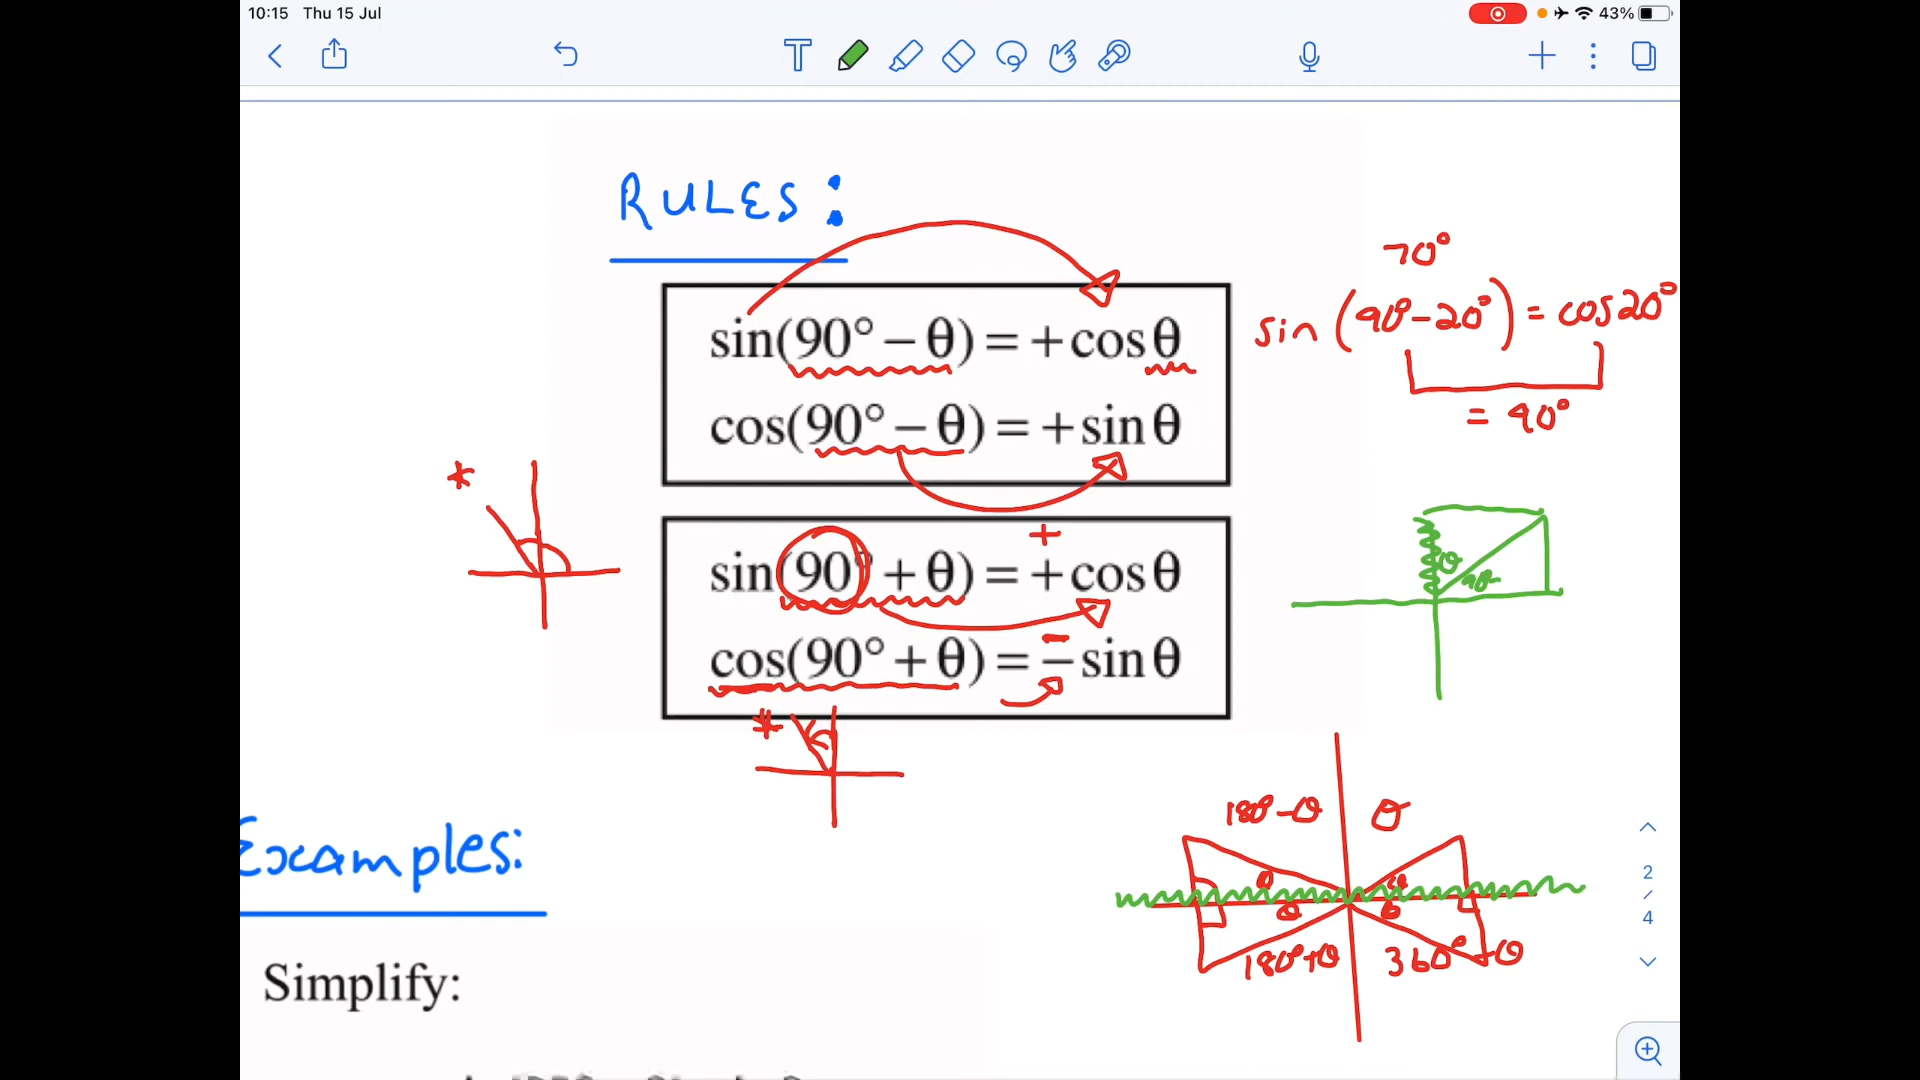 10:15 Thu 15 Jul
43%
T
RULES:
70°
sin(90° − θ) = +cos θ
sin (90° − 20°) = cos 20°
= 90°
cos(90° − θ) = +sin θ
*
+
sin(90° + θ) = +cos θ
θ
90-
−
cos(90° + θ) = −sin θ
*
180° − θ
θ
θ
θ
θ
180° + θ
360° − θ
2
/
4
Examples:
Simplify: